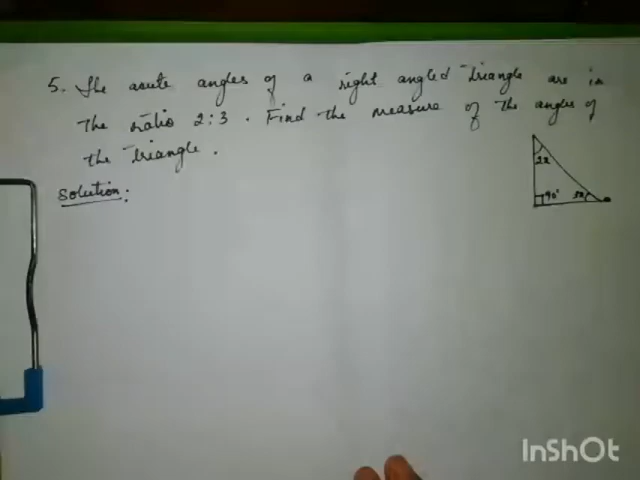 5. The acute angles of a right angled triangle are in
the ratio 2:3. Find the measure of the angles of
the triangle.
Solution:
2x
90°
3x
InShOt